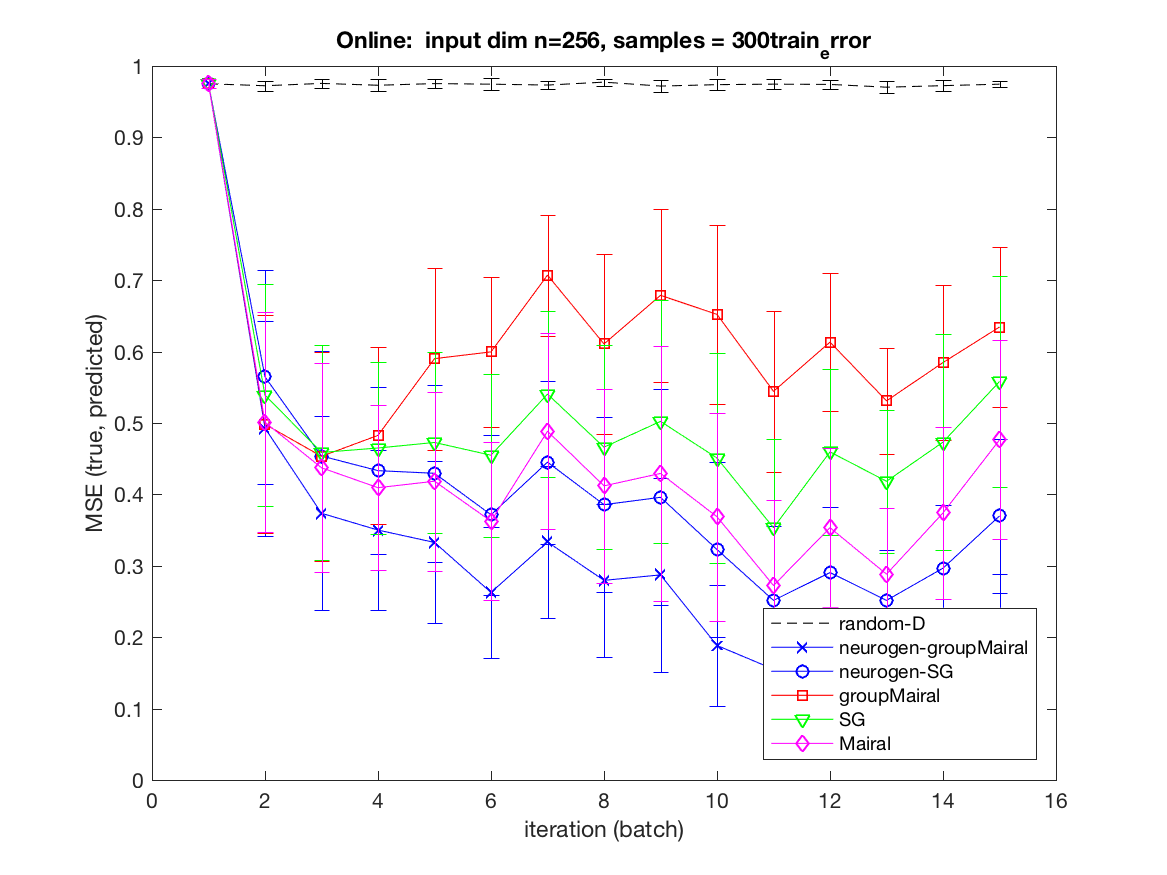 Online:  input dim n=256, samples = 300train_error
1
0.9
0.8
0.7
0.6
0.5
0.4
0.3
0.2
0.1
0
MSE (true, predicted)
random-D
neurogen-groupMairal
neurogen-SG
groupMairal
SG
Mairal
0 2 4 6 8 10 12 14 16
iteration (batch)